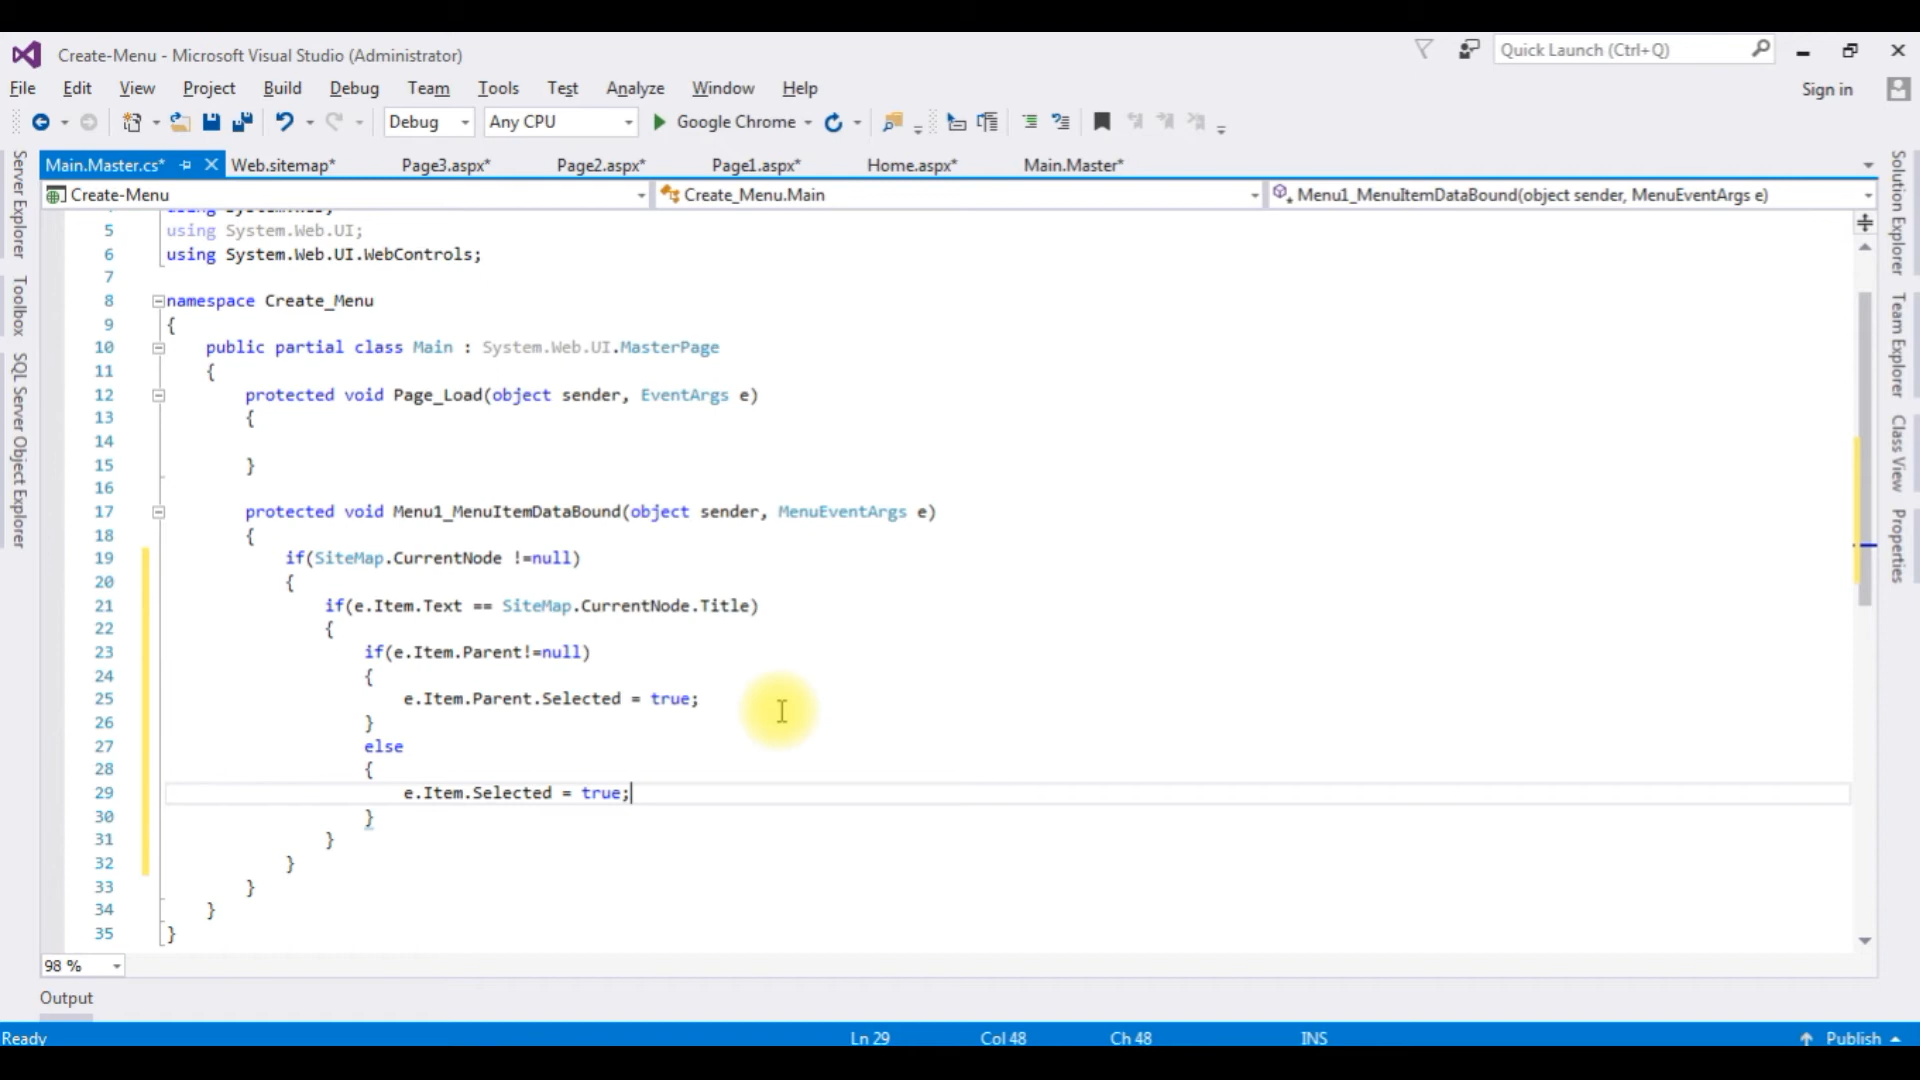 Create-Menu - Microsoft Visual Studio (Administrator)
Quick Launch (Ctrl+Q)
File Edit View Project Build Debug Team Tools Test Analyze Window Help
Sign in
Debug Any CPU Google Chrome
Main.Master.cs* Web.sitemap* Page3.aspx* Page2.aspx* Page1.aspx* Home.aspx* Main.Master*
Create-Menu Create_Menu.Main Menu1_MenuItemDataBound(object sender, MenuEventArgs e)
Server Explorer
Toolbox
SQL Server Object Explorer
5 using System.Web.UI;
6 using System.Web.UI.WebControls;
7
8 namespace Create_Menu
9 {
10 public partial class Main : System.Web.UI.MasterPage
11 {
12 protected void Page_Load(object sender, EventArgs e)
13 {
14
15 }
16
17 protected void Menu1_MenuItemDataBound(object sender, MenuEventArgs e)
18 {
19 if(SiteMap.CurrentNode !=null)
20 {
21 if(e.Item.Text == SiteMap.CurrentNode.Title)
22 {
23 if(e.Item.Parent!=null)
24 {
25 e.Item.Parent.Selected = true;
26 }
27 else
28 {
29 e.Item.Selected = true;
30 }
31 }
32 }
33 }
34 }
35 }
Solution Explorer
Team Explorer
Class View
Properties
98 %
Output
Ready Ln 29 Col 48 Ch 48 INS Publish